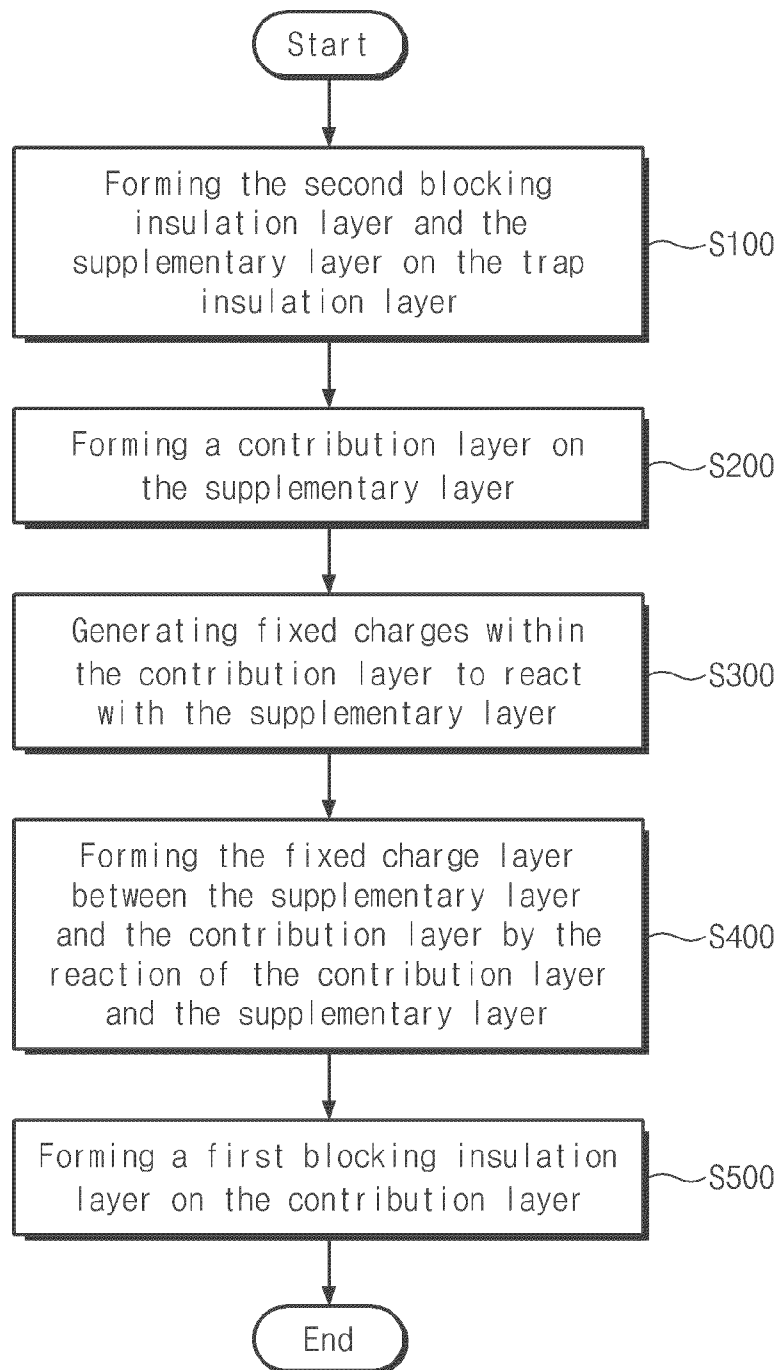 Start
Forming the second blocking
insulation layer and the
supplementary layer on the trap
insulation layer
S100
Forming a contribution layer on
the supplementary layer
S200
Generating fixed charges within
the contribution layer to react
with the supplementary layer
S300
Forming the fixed charge layer
between the supplementary layer
and the contribution layer by the
reaction of the contribution layer
and the supplementary layer
S400
Forming a first blocking insulation
layer on the contribution layer
S500
End